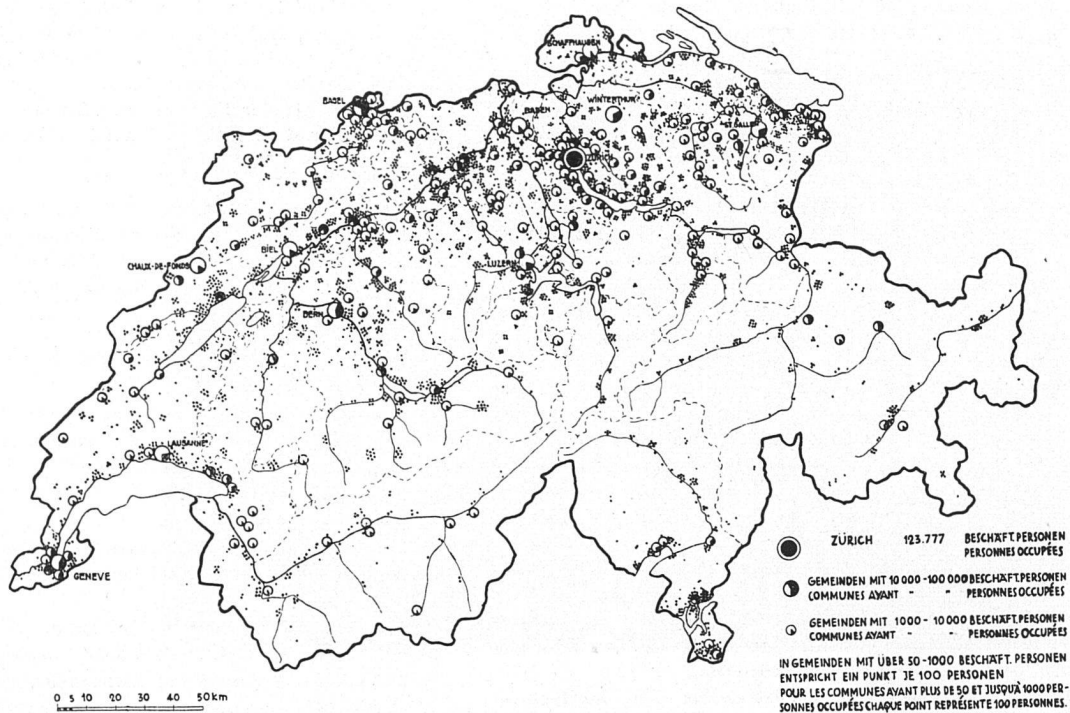 SCHAFFHAUSEN
BASEL
BADEN
WINTERTHUR
ST.GALLEN
ZÜRICH
BIEL
CHAUX-DE-FONDS
LUZERN
BERN
LAUSANNE
GENEVE
ZÜRICH 123.777 BESCHÄFT.PERSONEN
PERSONNES OCCUPÉES
GEMEINDEN MIT 10 000 - 100 000 BESCHÄFT.PERSONEN
COMMUNES AYANT " " PERSONNES OCCUPÉES
GEMEINDEN MIT 1000 - 10 000 BESCHÄFT.PERSONEN
COMMUNES AYANT " " PERSONNES OCCUPÉES
IN GEMEINDEN MIT ÜBER 50-1000 BESCHÄFT. PERSONEN
ENTSPRICHT EIN PUNKT JE 100 PERSONEN
POUR LES COMMUNES AYANT PLUS DE 50 ET JUSQU'À 1000 PER-
SONNES OCCUPÉES CHAQUE POINT REPRÉSENTE 100 PERSONNES.
0 5 10 20 30 40 50 km